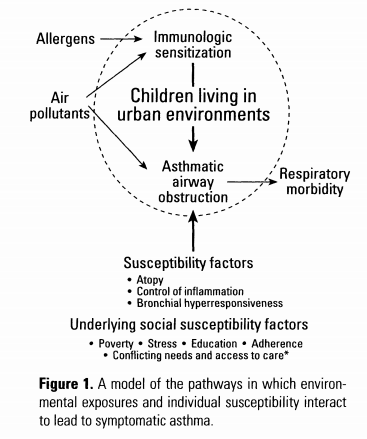 Allergens
Immunologic
sensitization
Air
pollutants
Children living in
urban environments
Asthmatic
airway
obstruction
Respiratory
morbidity
Susceptibility factors
• Atopy
• Control of inflammation
• Bronchial hyperresponsiveness
Underlying social susceptibility factors
• Poverty • Stress • Education • Adherence
• Conflicting needs and access to care*
Figure 1. A model of the pathways in which environ-
mental exposures and individual susceptibility interact
to lead to symptomatic asthma.